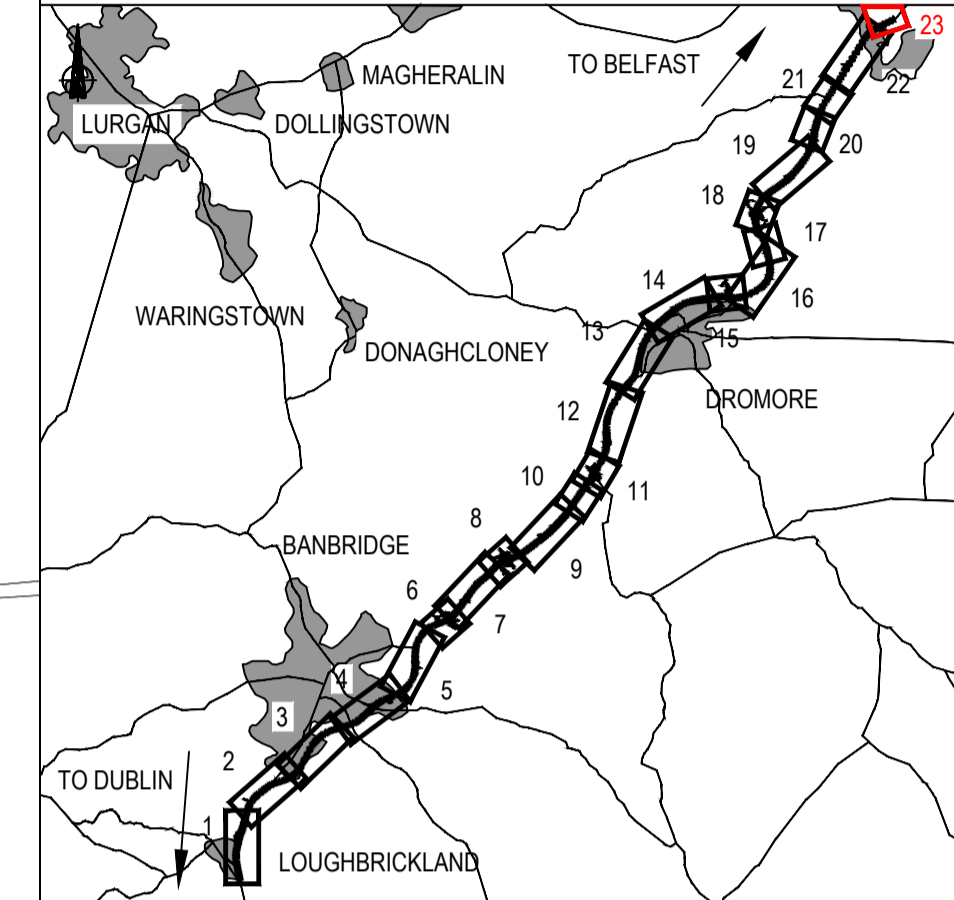 23
TO BELFAST
MAGHERALIN
21
22
LURGAN
DOLLINGSTOWN
19
20
18
17
WARINGSTOWN
14
16
13
15
DONAGHCLONEY
DROMORE
12
10
11
8
BANBRIDGE
9
6
7
4
5
3
2
TO DUBLIN
1
LOUGHBRICKLAND